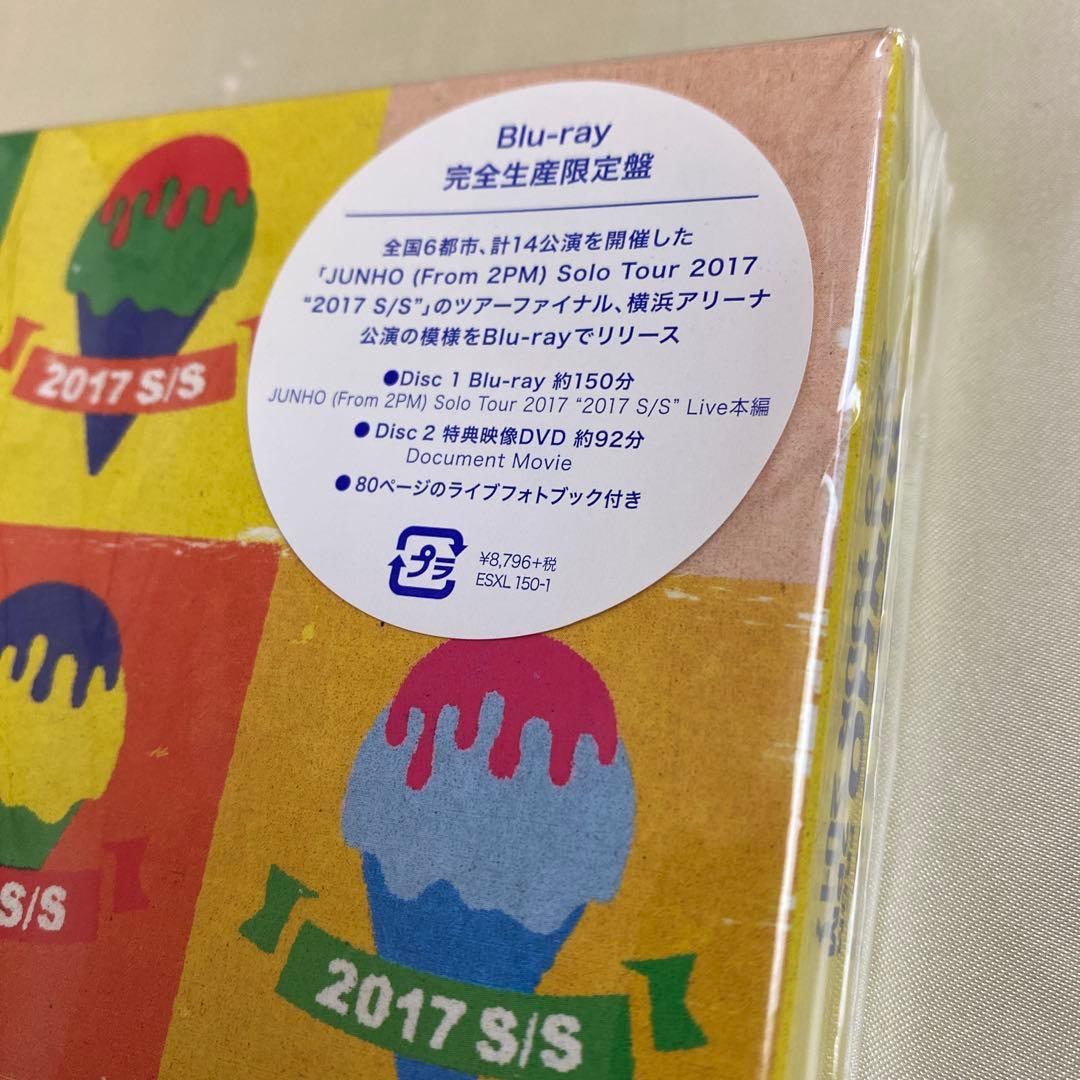 Blu-ray
完全生産限定盤
全国6都市、計14公演を開催した
「JUNHO (From 2PM) Solo Tour 2017
“2017 S/S”」のツアーファイナル、横浜アリーナ
公演の模様をBlu-rayでリリース
●Disc 1 Blu-ray 約150分
JUNHO (From 2PM) Solo Tour 2017 “2017 S/S” Live本編
●Disc 2 特典映像DVD 約92分
Document Movie
●80ページのライブフォトブック付き
プラ
¥8,796+税
ESXL 150-1
2017 S/S
S/S
2017 S/S